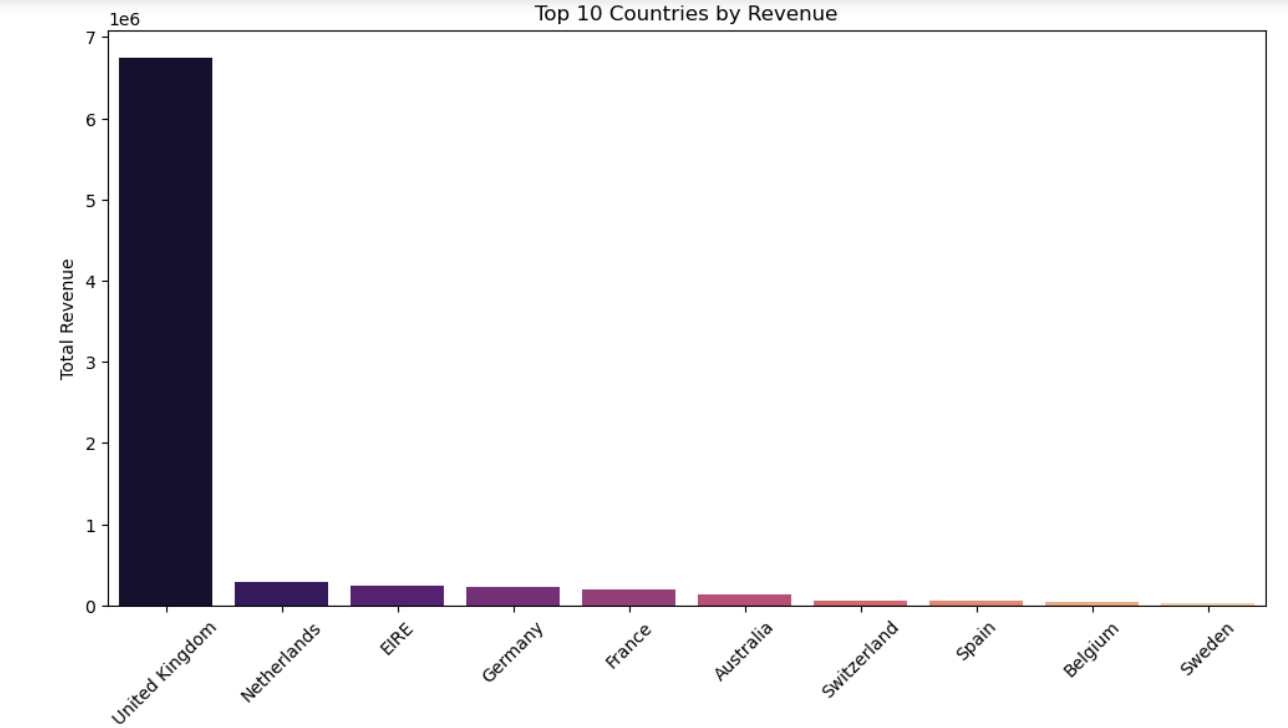 Top 10 Countries by Revenue
1e6
7
6
5
4
3
2
1
0
Total Revenue
United Kingdom
Netherlands
EIRE
Germany
France
Australia
Switzerland
Spain
Belgium
Sweden